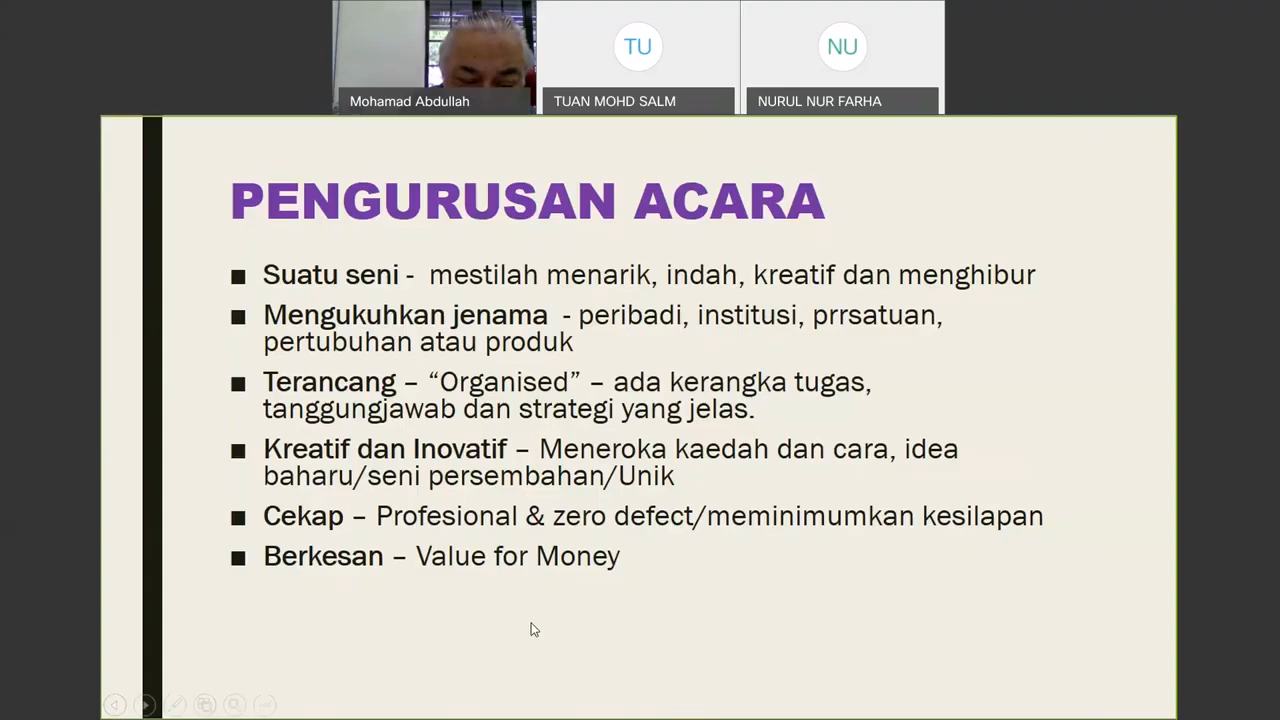 TU
NU
Mohamad Abdullah
TUAN MOHD SALM
NURUL NUR FARHA
PENGURUSAN ACARA
■ Suatu seni - mestilah menarik, indah, kreatif dan menghibur
■ Mengukuhkan jenama - peribadi, institusi, prrsatuan,
pertubuhan atau produk
■ Terancang – “Organised” – ada kerangka tugas,
tanggungjawab dan strategi yang jelas.
■ Kreatif dan Inovatif – Meneroka kaedah dan cara, idea
baharu/seni persembahan/Unik
■ Cekap – Profesional & zero defect/meminimumkan kesilapan
■ Berkesan – Value for Money